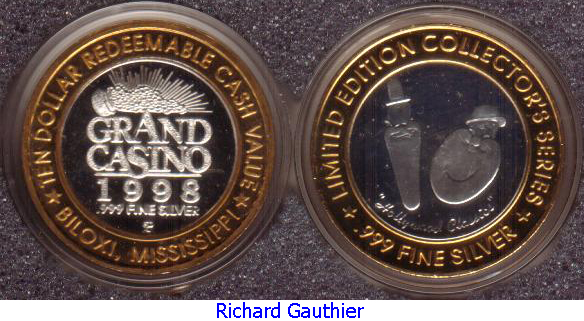 TEN DOLLAR REDEEMABLE CASH VALUE
GRAND
CASINO
1998
.999 FINE SILVER
★ BILOXI, MISSISSIPPI ★
LIMITED EDITION COLLECTOR'S SERIES
"Hollywood
★ .999 FINE SILVER ★
Richard Gauthier